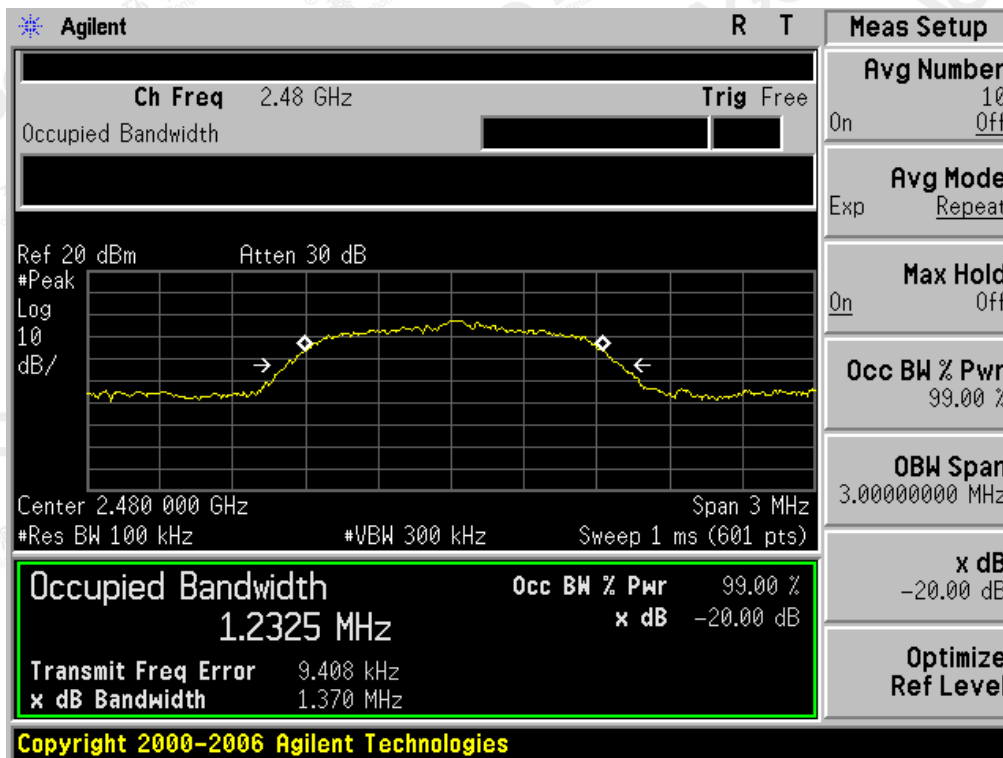 Agilent R T
Ch Freq 2.48 GHz Trig Free
Occupied Bandwidth
Ref 20 dBm Atten 30 dB
#Peak
Log
10
dB/
Center 2.480 000 GHz Span 3 MHz
#Res BW 100 kHz #VBW 300 kHz Sweep 1 ms (601 pts)
Occupied Bandwidth Occ BW % Pwr 99.00 %
1.2325 MHz x dB -20.00 dB
Transmit Freq Error 9.408 kHz
x dB Bandwidth 1.370 MHz
Copyright 2000-2006 Agilent Technologies
Meas Setup
Avg Number
10
On Off
Avg Mode
Exp Repeat
Max Hold
On Off
Occ BW % Pwr
99.00 %
OBW Span
3.00000000 MHz
x dB
-20.00 dB
Optimize
Ref Level